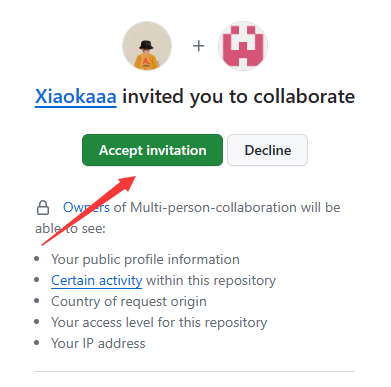 +
Xiaokaaa invited you to collaborate
Accept invitation
Decline
Owners of Multi-person-collaboration will be
able to see:
• Your public profile information
• Certain activity within this repository
• Country of request origin
• Your access level for this repository
• Your IP address